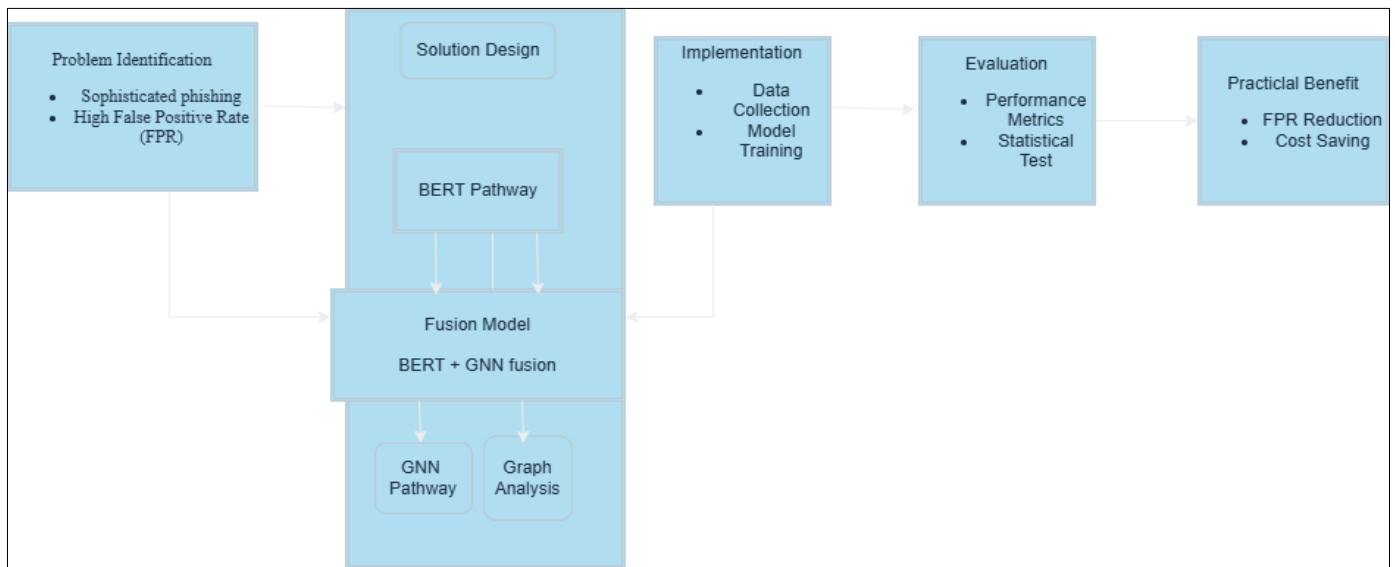 Problem Identification
• Sophisticated phishing
• High False Positive Rate
(FPR)
Solution Design
BERT Pathway
Fusion Model
BERT + GNN fusion
GNN
Pathway
Graph
Analysis
Implementation
• Data
Collection
• Model
Training
Evaluation
• Performance
Metrics
• Statistical
Test
Practiclal Benefit
• FPR Reduction
• Cost Saving